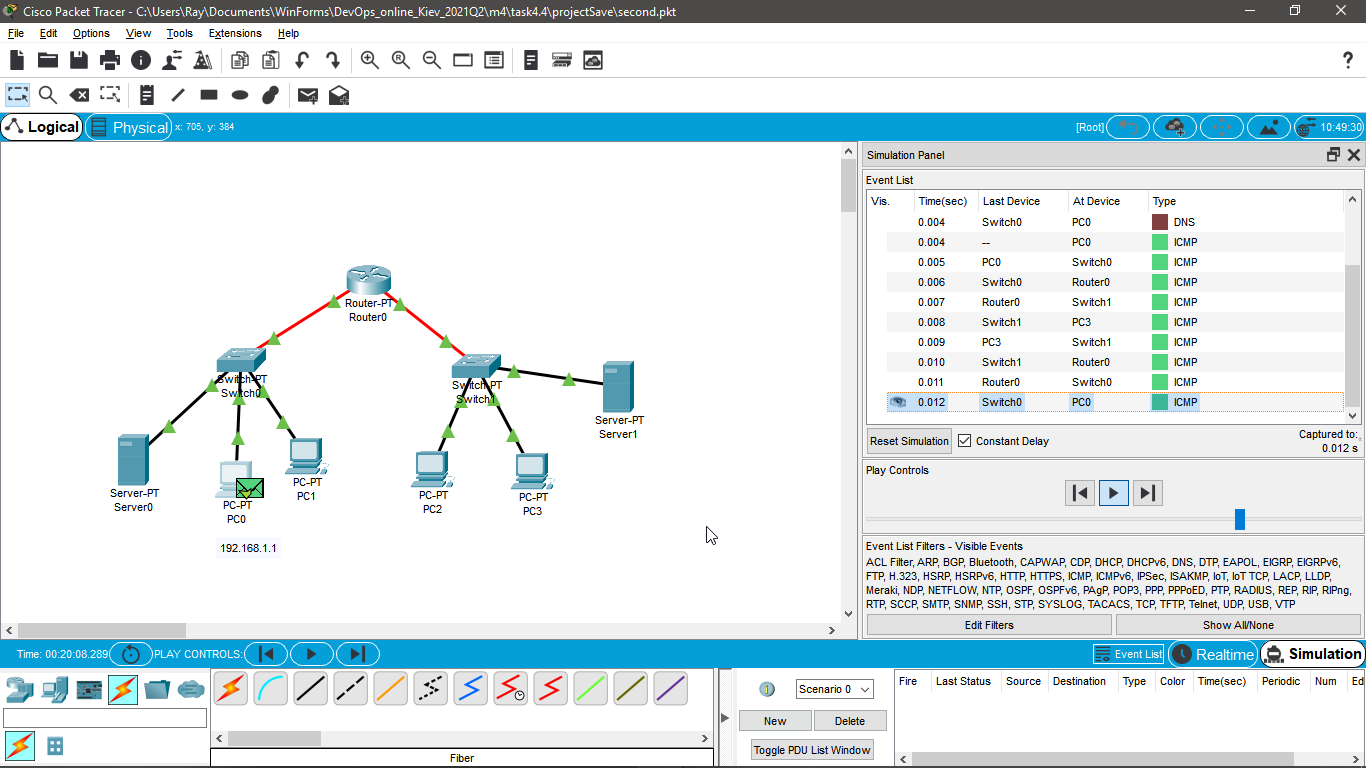 Cisco Packet Tracer - C:\Users\Ray\Documents\WinForms\DevOps_online_Kiev_2021Q2\m4\task4.4\projectSave\second.pkt
File Edit Options View Tools Extensions Help
?
Logical Physical x: 705, y: 384 [Root] 10:49:30
Router-PT
Router0
Switch-PT
Switch0
Switch-PT
Switch1
Server-PT
Server1
Server-PT
Server0
PC-PT
PC0
PC-PT
PC1
PC-PT
PC2
PC-PT
PC3
192.168.1.1
Simulation Panel
Event List
Vis. Time(sec) Last Device At Device Type
0.004 Switch0 PC0 DNS
0.004 -- PC0 ICMP
0.005 PC0 Switch0 ICMP
0.006 Switch0 Router0 ICMP
0.007 Router0 Switch1 ICMP
0.008 Switch1 PC3 ICMP
0.009 PC3 Switch1 ICMP
0.010 Switch1 Router0 ICMP
0.011 Router0 Switch0 ICMP
0.012 Switch0 PC0 ICMP
Reset Simulation Constant Delay Captured to:
0.012 s
Play Controls
Event List Filters - Visible Events
ACL Filter, ARP, BGP, Bluetooth, CAPWAP, CDP, DHCP, DHCPv6, DNS, DTP, EAPOL, EIGRP, EIGRPv6,
FTP, H.323, HSRP, HSRPv6, HTTP, HTTPS, ICMP, ICMPv6, IPSec, ISAKMP, IoT, IoT TCP, LACP, LLDP,
Meraki, NDP, NETFLOW, NTP, OSPF, OSPFv6, PAgP, POP3, PPP, PPPoED, PTP, RADIUS, REP, RIP, RIPng,
RTP, SCCP, SMTP, SNMP, SSH, STP, SYSLOG, TACACS, TCP, TFTP, Telnet, UDP, USB, VTP
Edit Filters Show All/None
Time: 00:20:08.289 PLAY CONTROLS: Event List Realtime Simulation
Scenario 0
New Delete
Toggle PDU List Window
Fire Last Status Source Destination Type Color Time(sec) Periodic Num Ed
Fiber